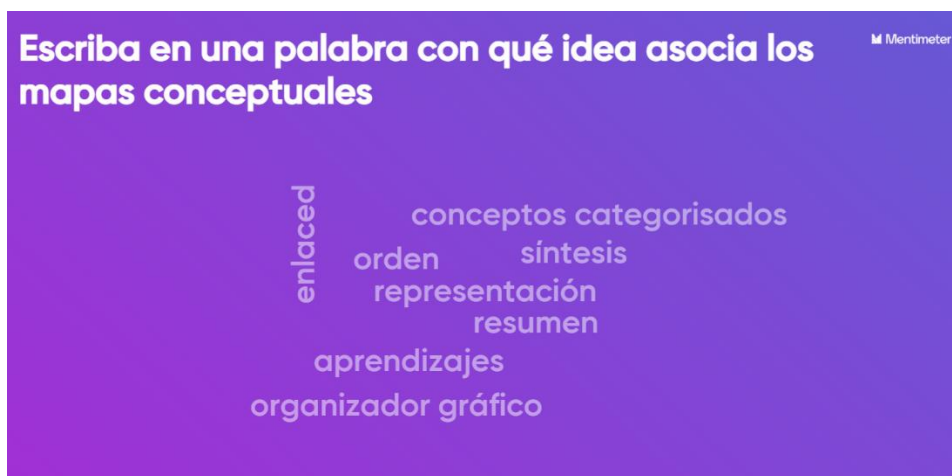 Escriba en una palabra con qué idea asocia los
mapas conceptuales
Mentimeter
enlaced
conceptos categorisados
síntesis
orden
representación
resumen
aprendizajes
organizador gráfico